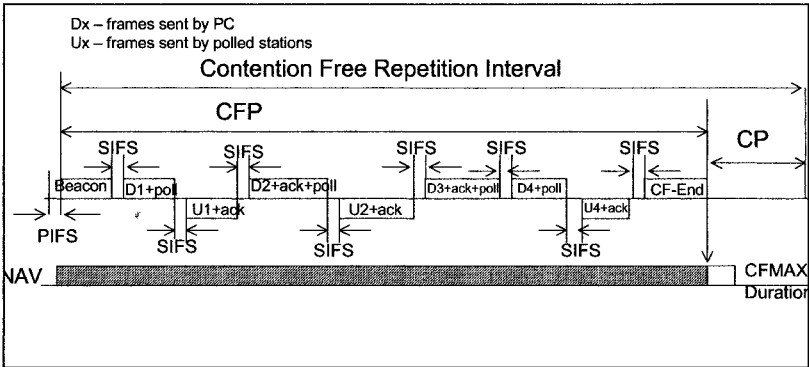 Dx – frames sent by PC
Ux – frames sent by polled stations
Contention Free Repetition Interval
CFP
CP
SIFS SIFS SIFS SIFS SIFS
Beacon D1+poll D2+ack+poll D3+ack+poll D4+poll CF-End
U1+ack U2+ack U4+ack
PIFS SIFS SIFS SIFS
NAV CFMAX
Duration